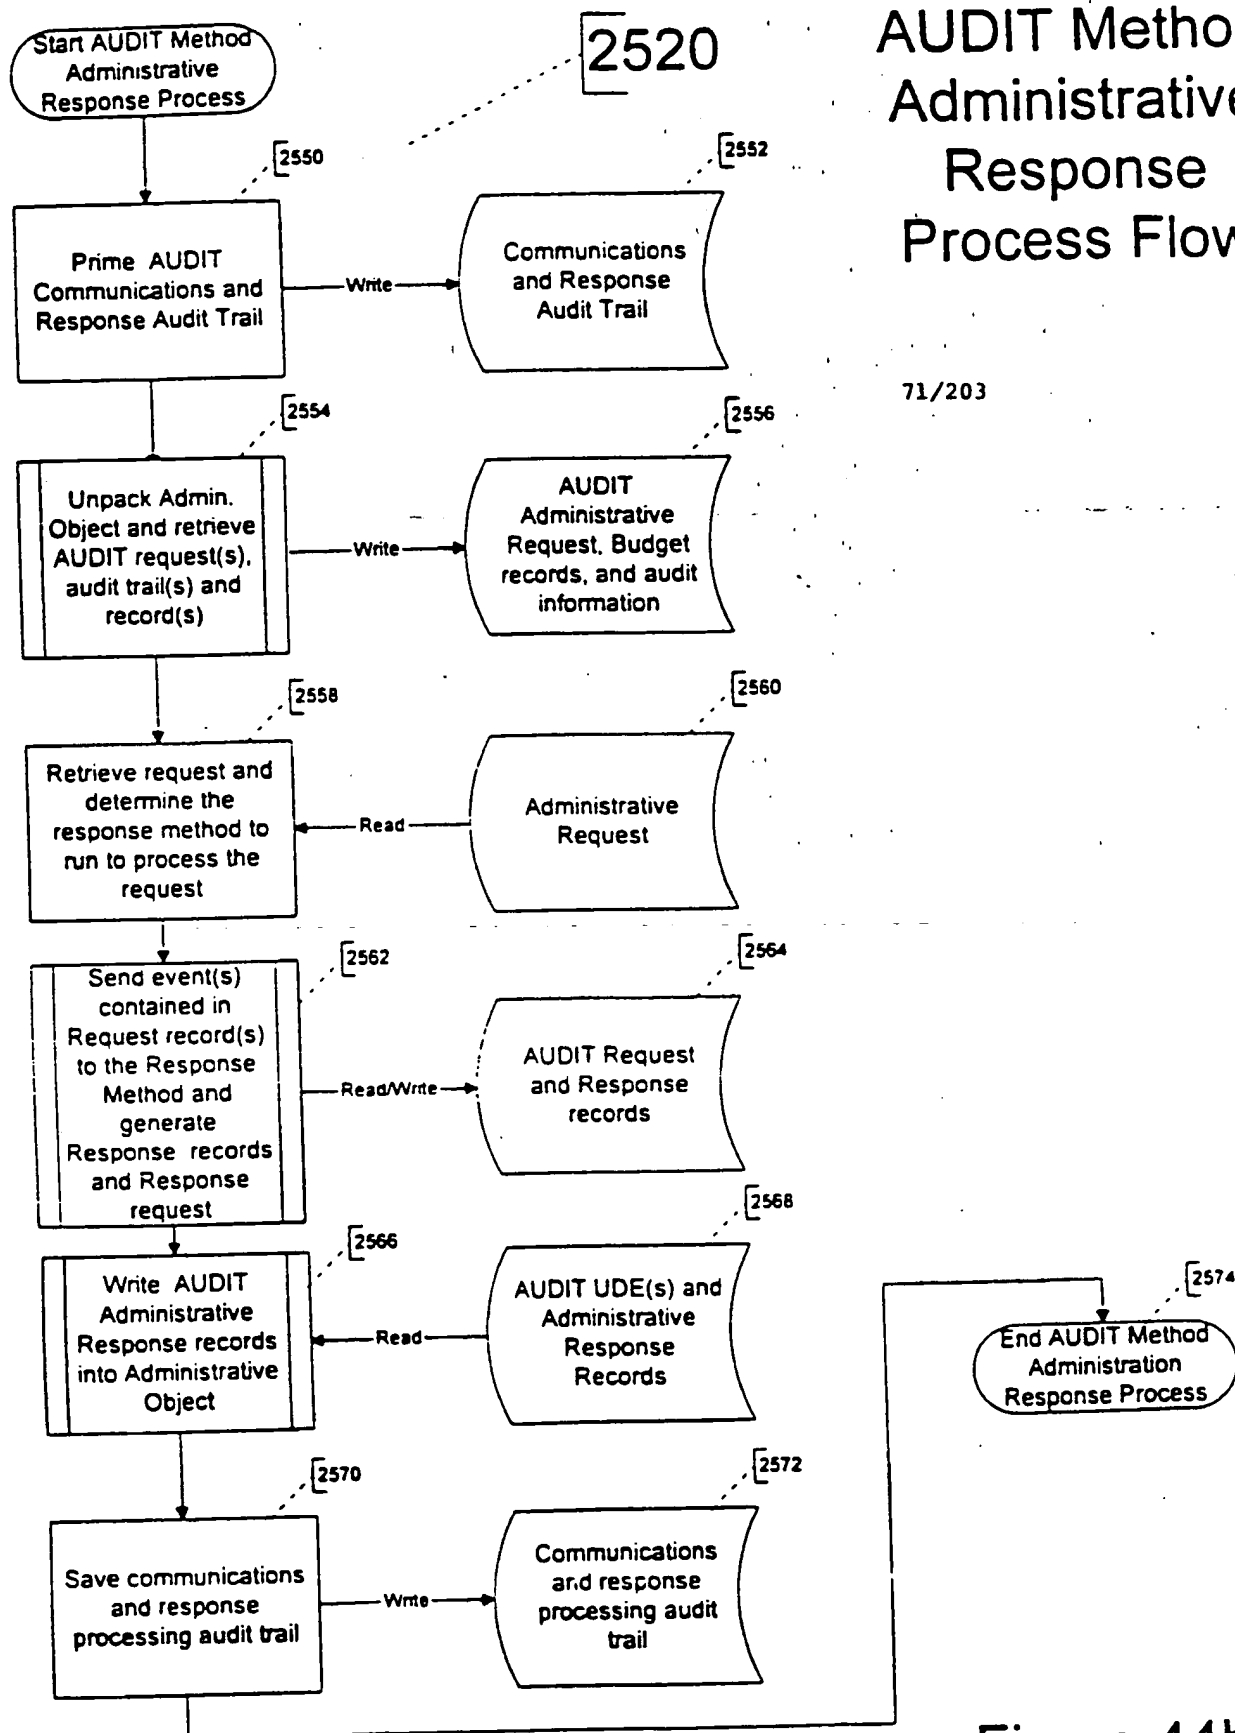 Start AUDIT Method
Administrative
Response Process
2520
AUDIT Metho
Administrative
Response
Process Flow
2550
Prime AUDIT
Communications and
Response Audit Trail
Write
2552
Communications
and Response
Audit Trail
71/203
2554
Unpack Admin.
Object and retrieve
AUDIT request(s),
audit trail(s) and
record(s)
Write
2556
AUDIT
Administrative
Request, Budget
records, and audit
information
2558
Retrieve request and
determine the
response method to
run to process the
request
Read
2560
Administrative
Request
2562
Send event(s)
contained in
Request record(s)
to the Response
Method and
generate
Response records
and Response
request
Read/Write
2564
AUDIT Request
and Response
records
2566
Write AUDIT
Administrative
Response records
into Administrative
Object
Read
2568
AUDIT UDE(s) and
Administrative
Response
Records
2574
End AUDIT Method
Administration
Response Process
2570
Save communications
and response
processing audit trail
Write
2572
Communications
and response
processing audit
trail